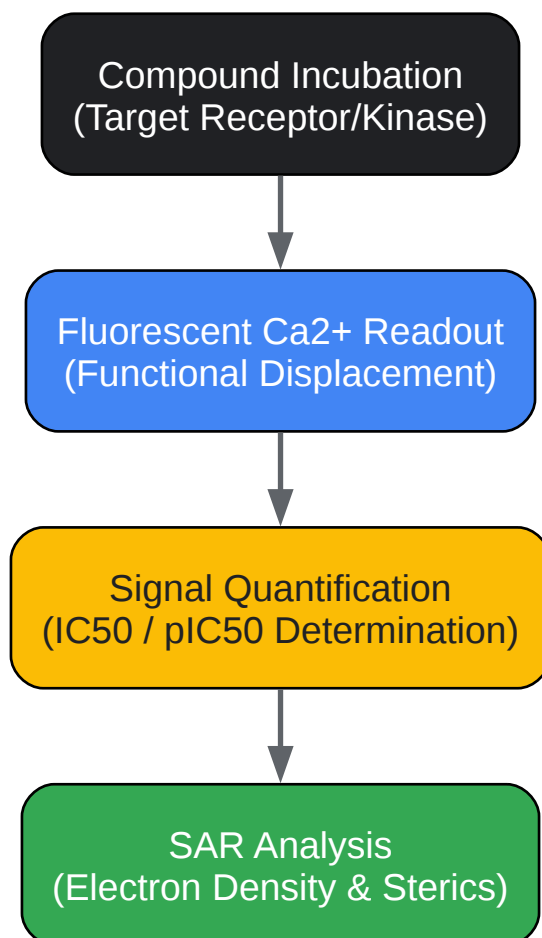 Compound Incubation
(Target Receptor/Kinase)
Fluorescent Ca2+ Readout
(Functional Displacement)
Signal Quantification
(IC50 / pIC50 Determination)
SAR Analysis
(Electron Density & Sterics)